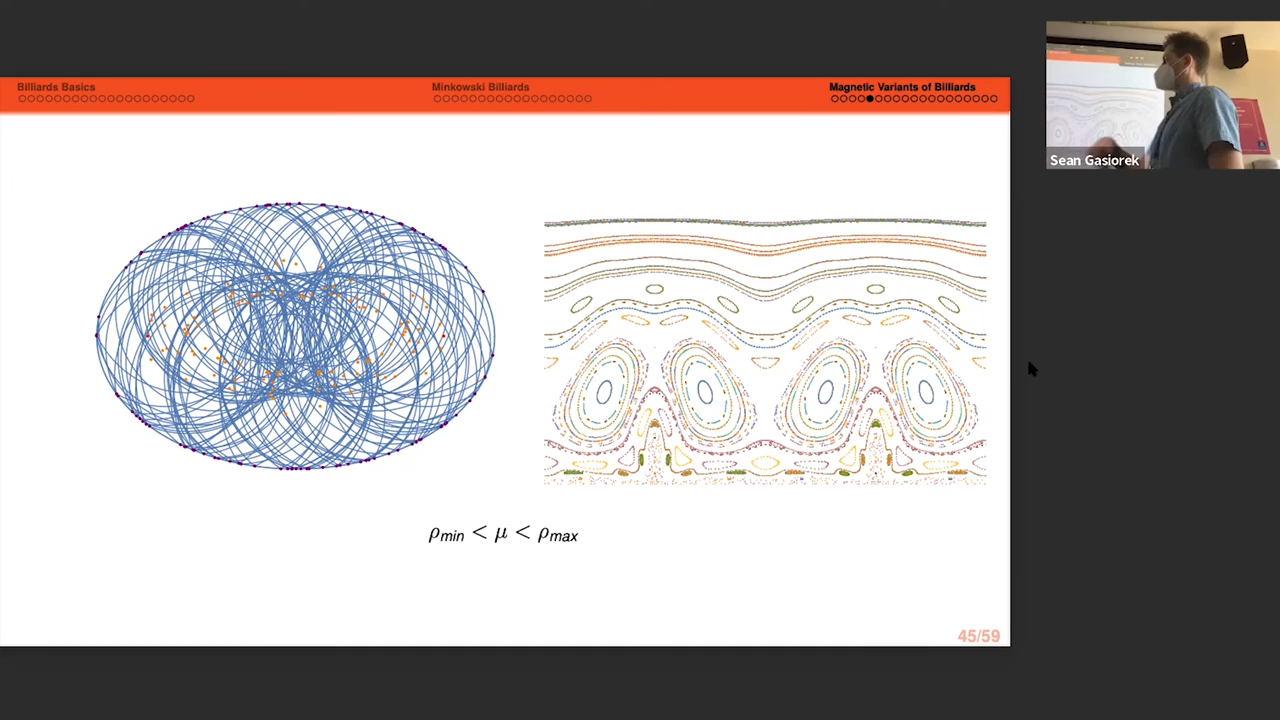 Billiards Basics
Minkowski Billiards
Magnetic Variants of Billiards
Sean Gasiorek
ρmin < μ < ρmax
45/59